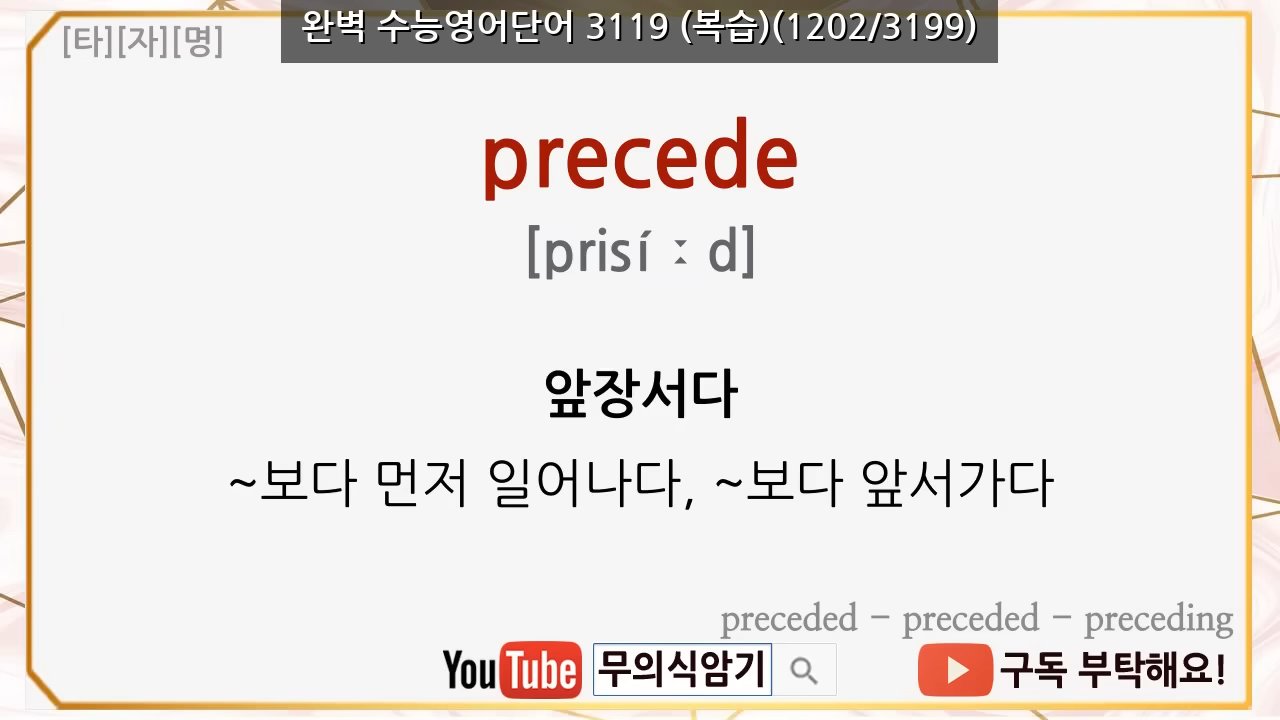 완벽 수능영어단어 3119 (복습)(1202/3199)
[타][자][명]
precede
[prisí : d]
앞장서다
~보다 먼저 일어나다, ~보다 앞서가다
preceded - preceded - preceding
YouTube 무의식암기 구독 부탁해요!